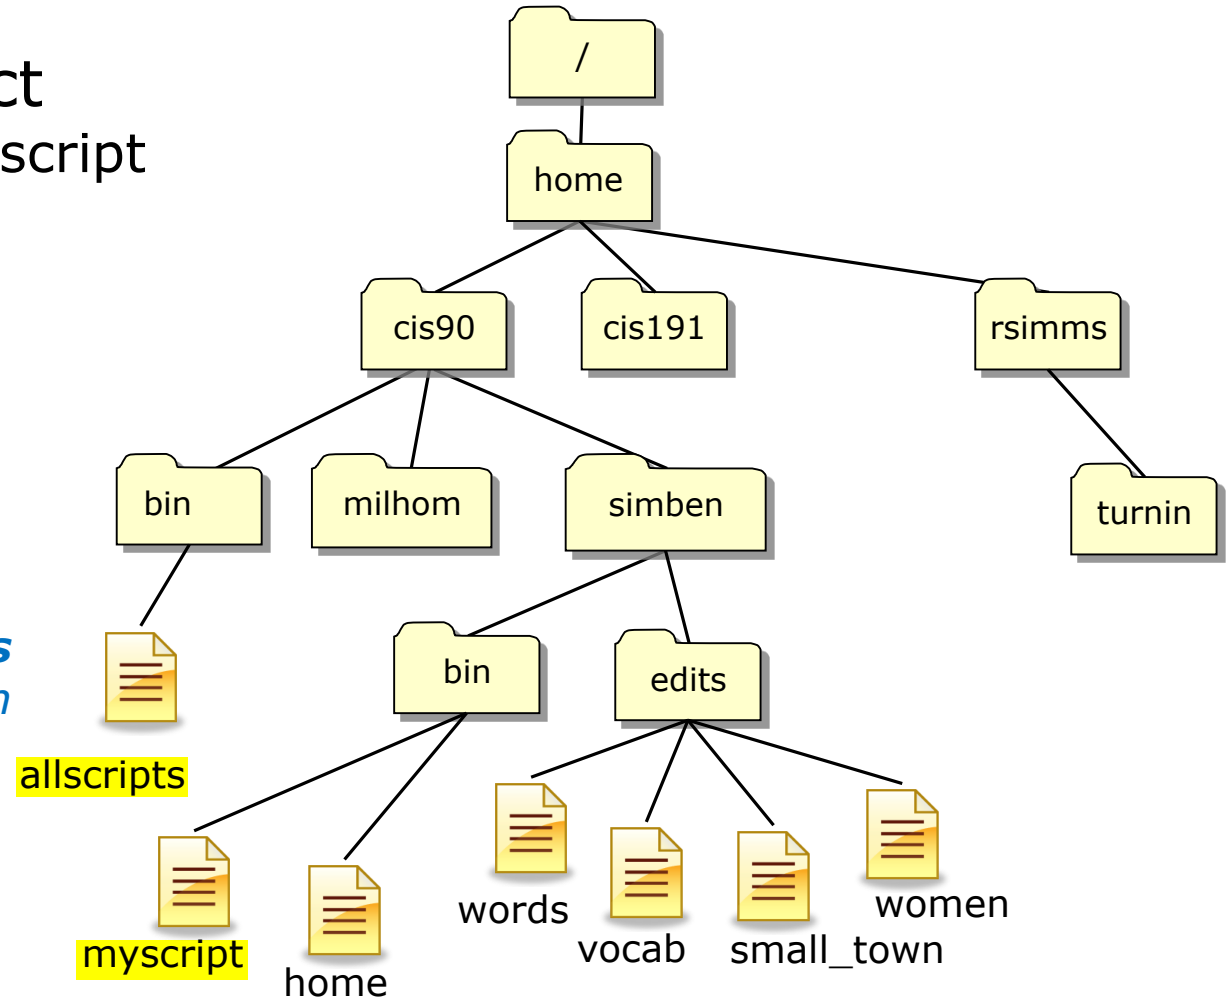 /
ct
script
home
cis90
cis191
rsimms
bin
milhom
simben
turnin
s
n
bin
edits
allscripts
words
women
vocab
small_town
myscript
home